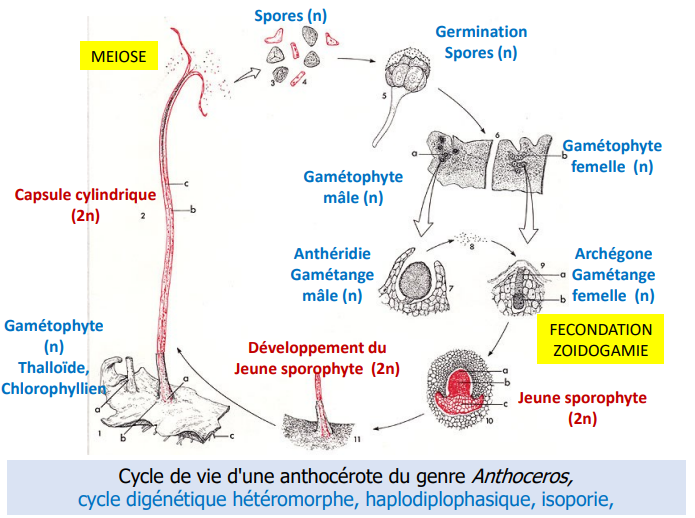 Spores (n)
MEIOSE
3
4
Germination
Spores (n)
5
6
a
b
Gamétophyte
mâle (n)
Gamétophyte
femelle (n)
Capsule cylindrique
(2n)
2
c
b
Anthéridie
Gamétange
mâle (n)
7
8
9
a
b
Archégone
Gamétange
femelle (n)
FECONDATION
ZOIDOGAMIE
Gamétophyte
(n)
Thalloïde,
Chlorophyllien
a
a
1
b
c
Développement du
Jeune sporophyte (2n)
11
a
b
c
10
Jeune sporophyte
(2n)
Cycle de vie d'une anthocérote du genre Anthoceros,
cycle digénétique hétéromorphe, haplodiplophasique, isoporie,